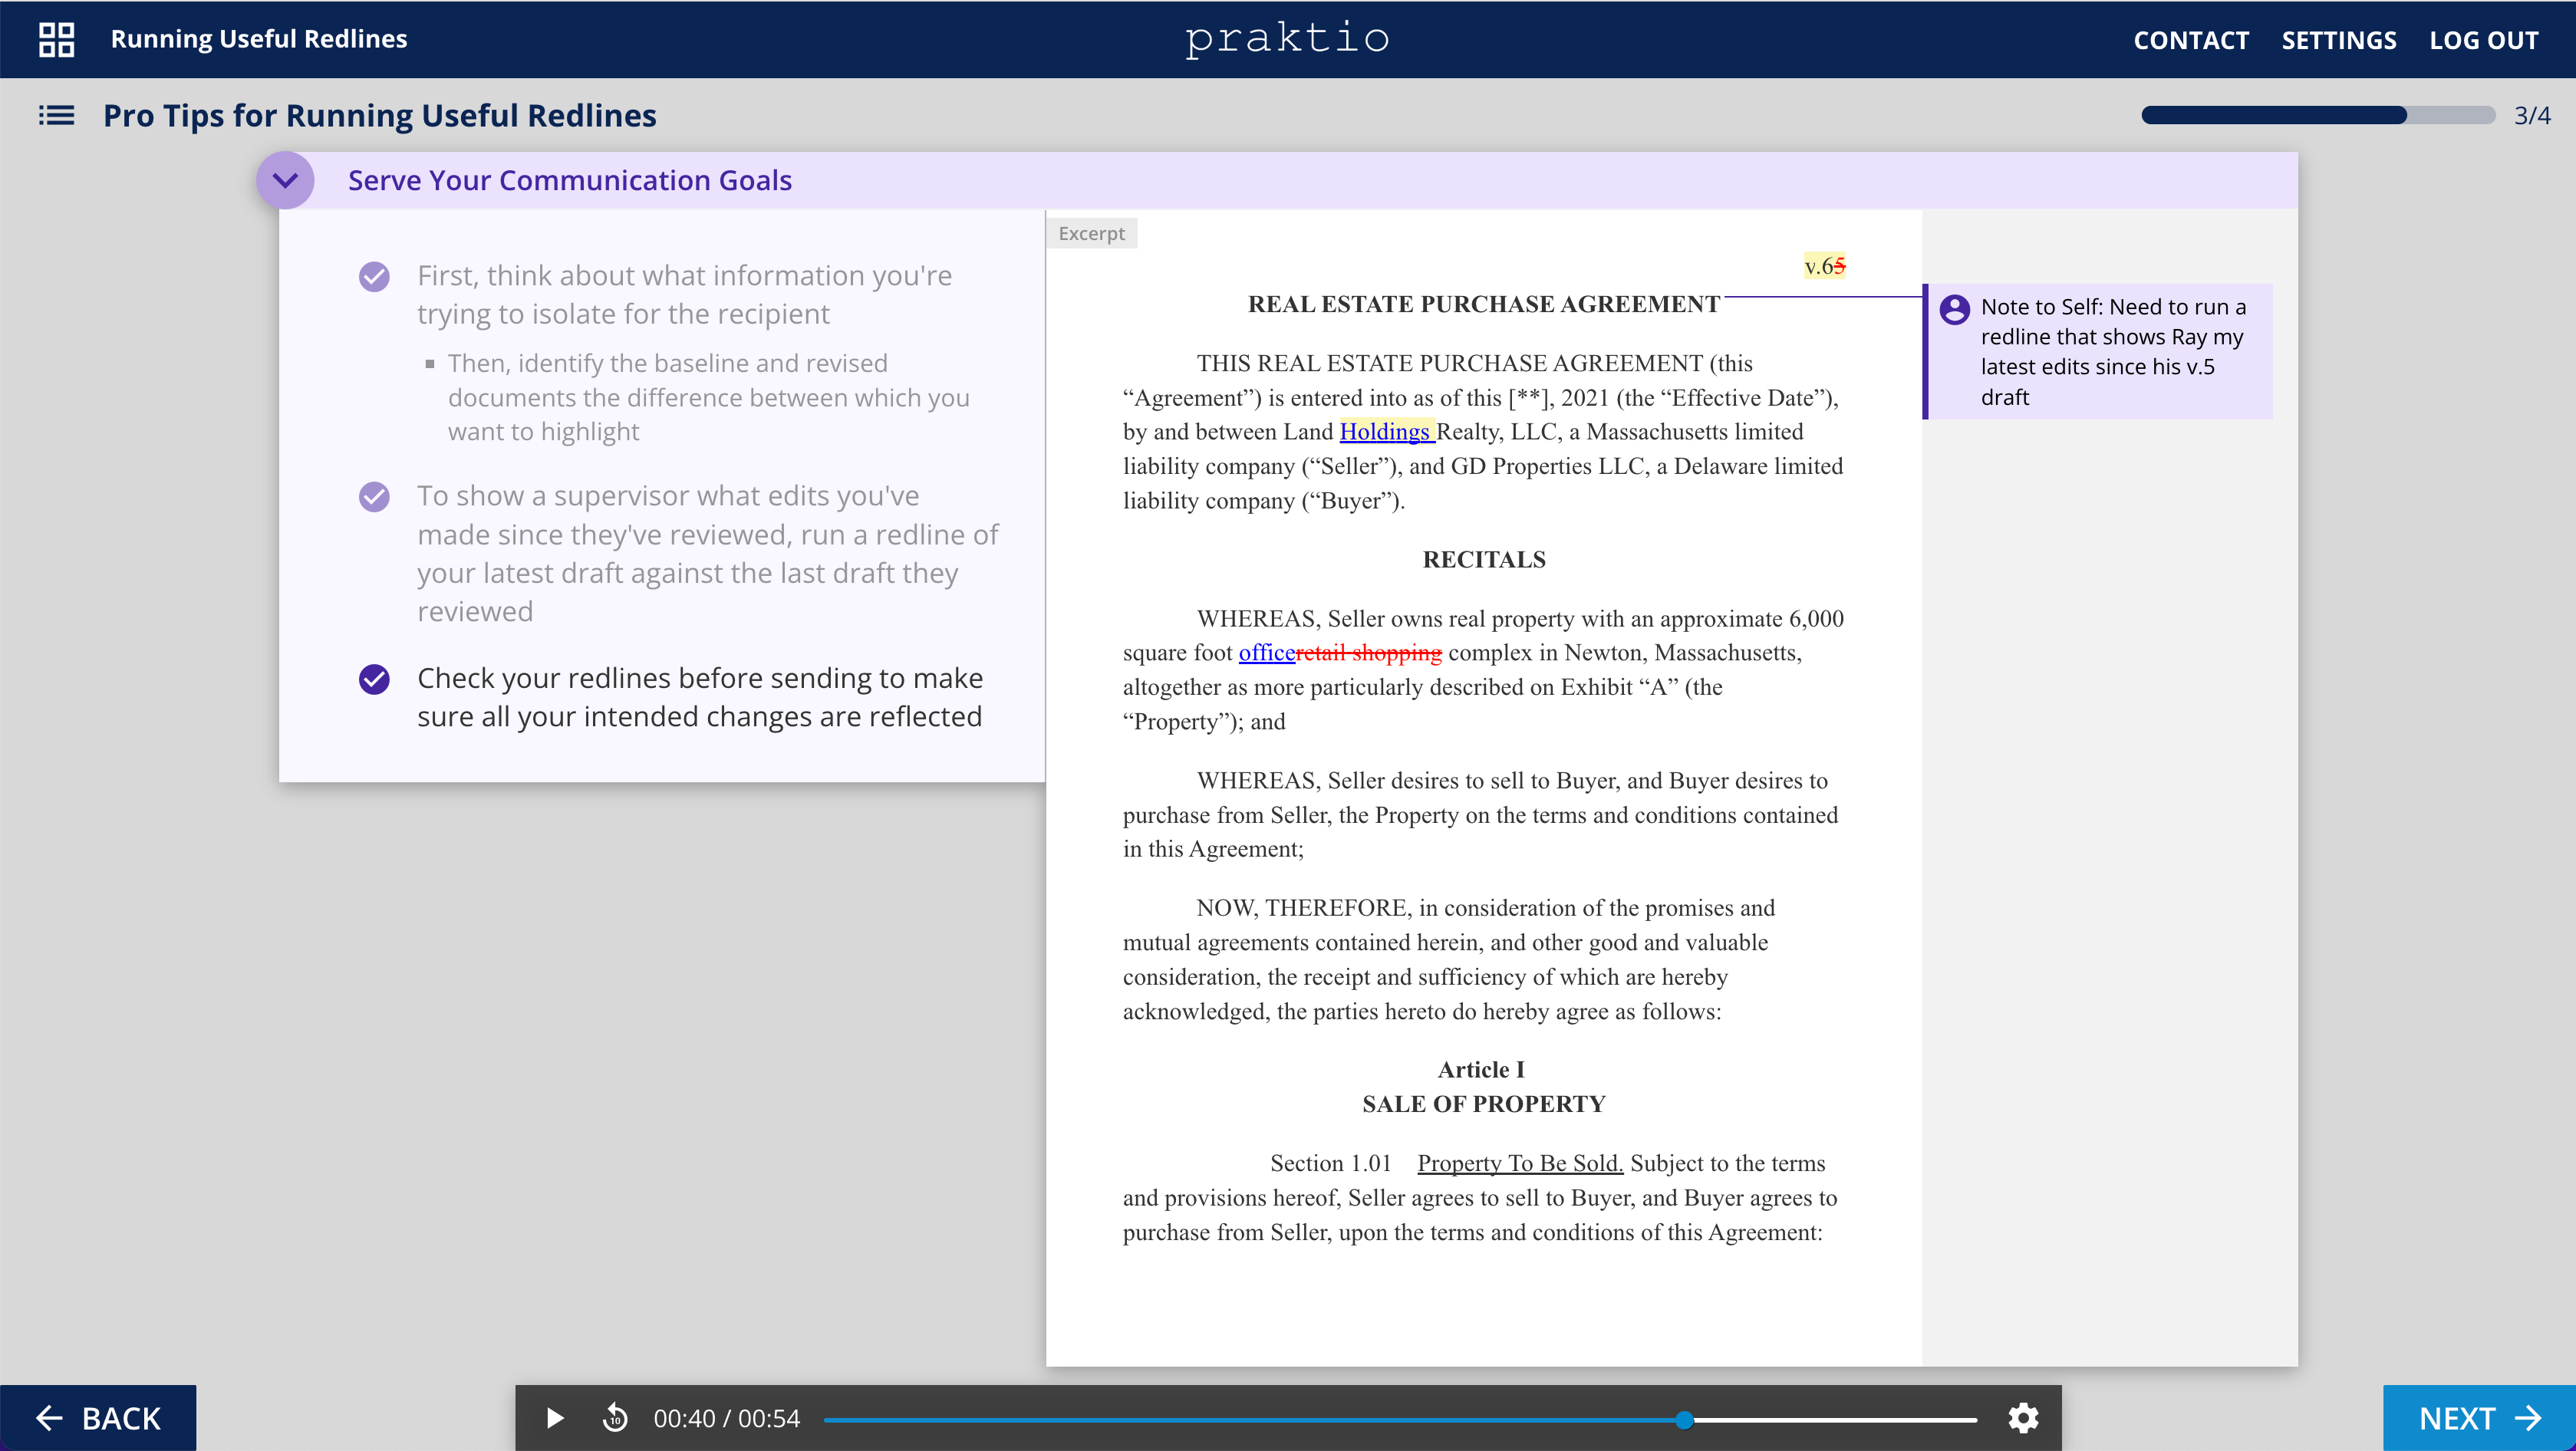 Running Useful Redlines
praktio
CONTACT SETTINGS LOG OUT
Pro Tips for Running Useful Redlines
3/4
Serve Your Communication Goals
First, think about what information you're
trying to isolate for the recipient
Then, identify the baseline and revised
documents the difference between which you
want to highlight
To show a supervisor what edits you've
made since they've reviewed, run a redline of
your latest draft against the last draft they
reviewed
Check your redlines before sending to make
sure all your intended changes are reflected
Excerpt
v.65
REAL ESTATE PURCHASE AGREEMENT
THIS REAL ESTATE PURCHASE AGREEMENT (this
“Agreement”) is entered into as of this [**], 2021 (the “Effective Date”),
by and between Land Holdings Realty, LLC, a Massachusetts limited
liability company (“Seller”), and GD Properties LLC, a Delaware limited
liability company (“Buyer”).
RECITALS
WHEREAS, Seller owns real property with an approximate 6,000
square foot officeretail shopping complex in Newton, Massachusetts,
altogether as more particularly described on Exhibit “A” (the
“Property”); and
WHEREAS, Seller desires to sell to Buyer, and Buyer desires to
purchase from Seller, the Property on the terms and conditions contained
in this Agreement;
NOW, THEREFORE, in consideration of the promises and
mutual agreements contained herein, and other good and valuable
consideration, the receipt and sufficiency of which are hereby
acknowledged, the parties hereto do hereby agree as follows:
Article I
SALE OF PROPERTY
Section 1.01 Property To Be Sold. Subject to the terms
and provisions hereof, Seller agrees to sell to Buyer, and Buyer agrees to
purchase from Seller, upon the terms and conditions of this Agreement:
Note to Self: Need to run a
redline that shows Ray my
latest edits since his v.5
draft
BACK
10
00:40 / 00:54
NEXT